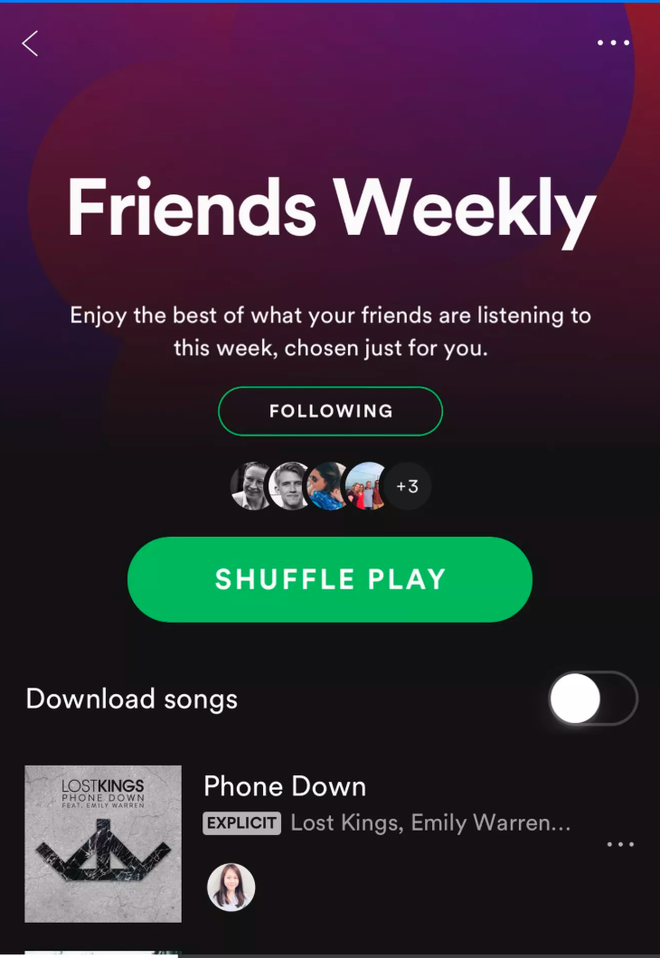 Friends Weekly
Enjoy the best of what your friends are listening to
this week, chosen just for you.
FOLLOWING
+3
SHUFFLE PLAY
Download songs
LOSTKINGS
PHONE DOWN
FEAT. EMILY WARREN
Phone Down
EXPLICIT Lost Kings, Emily Warren...